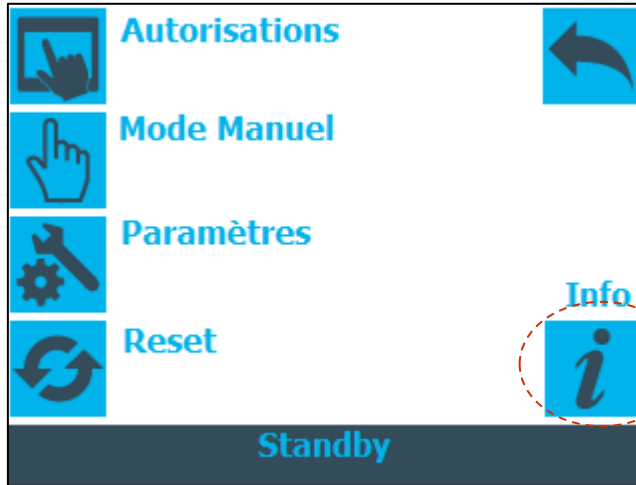 Autorisations
Mode Manuel
Paramètres
Info
Reset
i
Standby